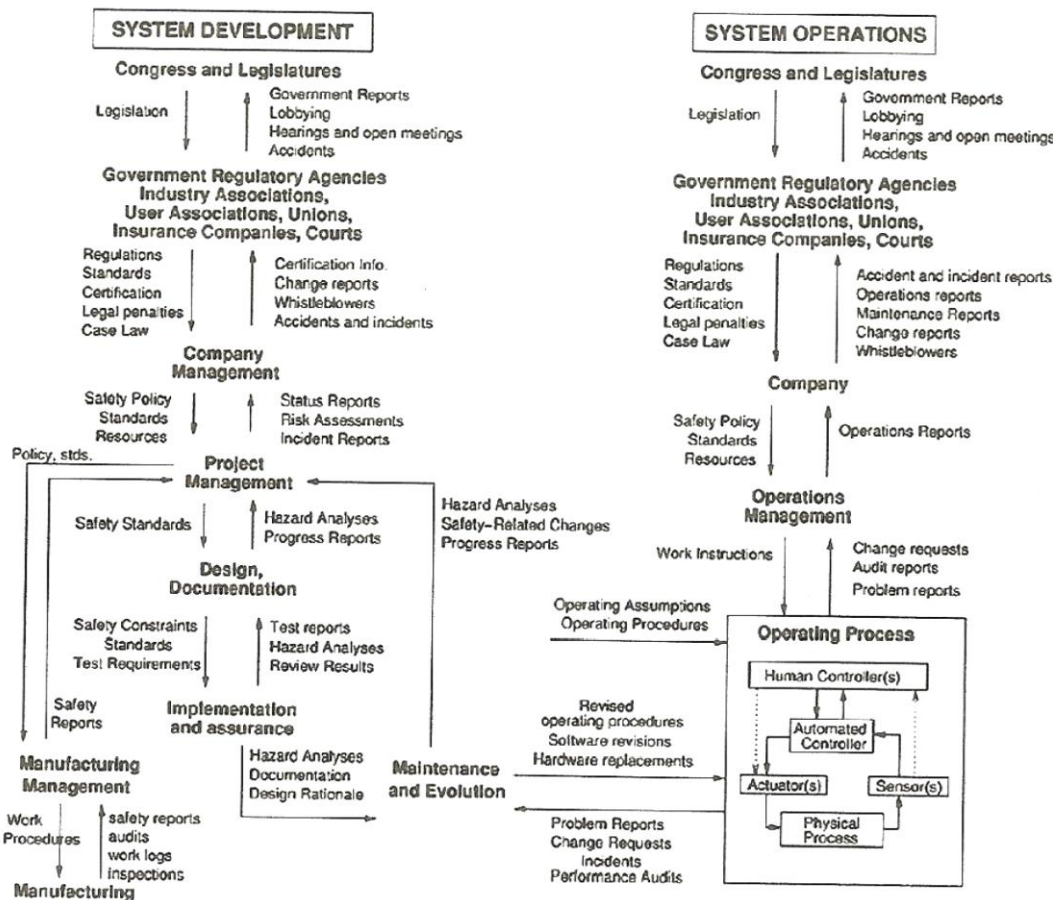 SYSTEM DEVELOPMENT
Congress and Legislatures
Legislation
Government Reports
Lobbying
Hearings and open meetings
Accidents
Government Regulatory Agencies
Industry Associations,
User Associations, Unions,
Insurance Companies, Courts
Regulations
Standards
Certification
Legal penalties
Case Law
Certification Info.
Change reports
Whistleblowers
Accidents and incidents
Company
Management
Safety Policy
Standards
Resources
Status Reports
Risk Assessments
Incident Reports
Policy, stds.
Project
Management
Safety Standards
Hazard Analyses
Progress Reports
Hazard Analyses
Safety-Related Changes
Progress Reports
Design,
Documentation
Safety Constraints
Standards
Test Requirements
Test reports
Hazard Analyses
Review Results
Implementation
and assurance
Safety
Reports
Hazard Analyses
Documentation
Design Rationale
Manufacturing
Management
Work
Procedures
safety reports
audits
work logs
inspections
Manufacturing
Maintenance
and Evolution
SYSTEM OPERATIONS
Congress and Legislatures
Legislation
Government Reports
Lobbying
Hearings and open meetings
Accidents
Government Regulatory Agencies
Industry Associations,
User Associations, Unions,
Insurance Companies, Courts
Regulations
Standards
Certification
Legal penalties
Case Law
Accident and incident reports
Operations reports
Maintenance Reports
Change reports
Whistleblowers
Company
Safety Policy
Standards
Resources
Operations Reports
Operations
Management
Work Instructions
Change requests
Audit reports
Problem reports
Operating Assumptions
Operating Procedures
Operating Process
Human Controller(s)
Automated
Controller
Actuator(s)
Sensor(s)
Physical
Process
Revised
operating procedures
Software revisions
Hardware replacements
Problem Reports
Change Requests
Incidents
Performance Audits